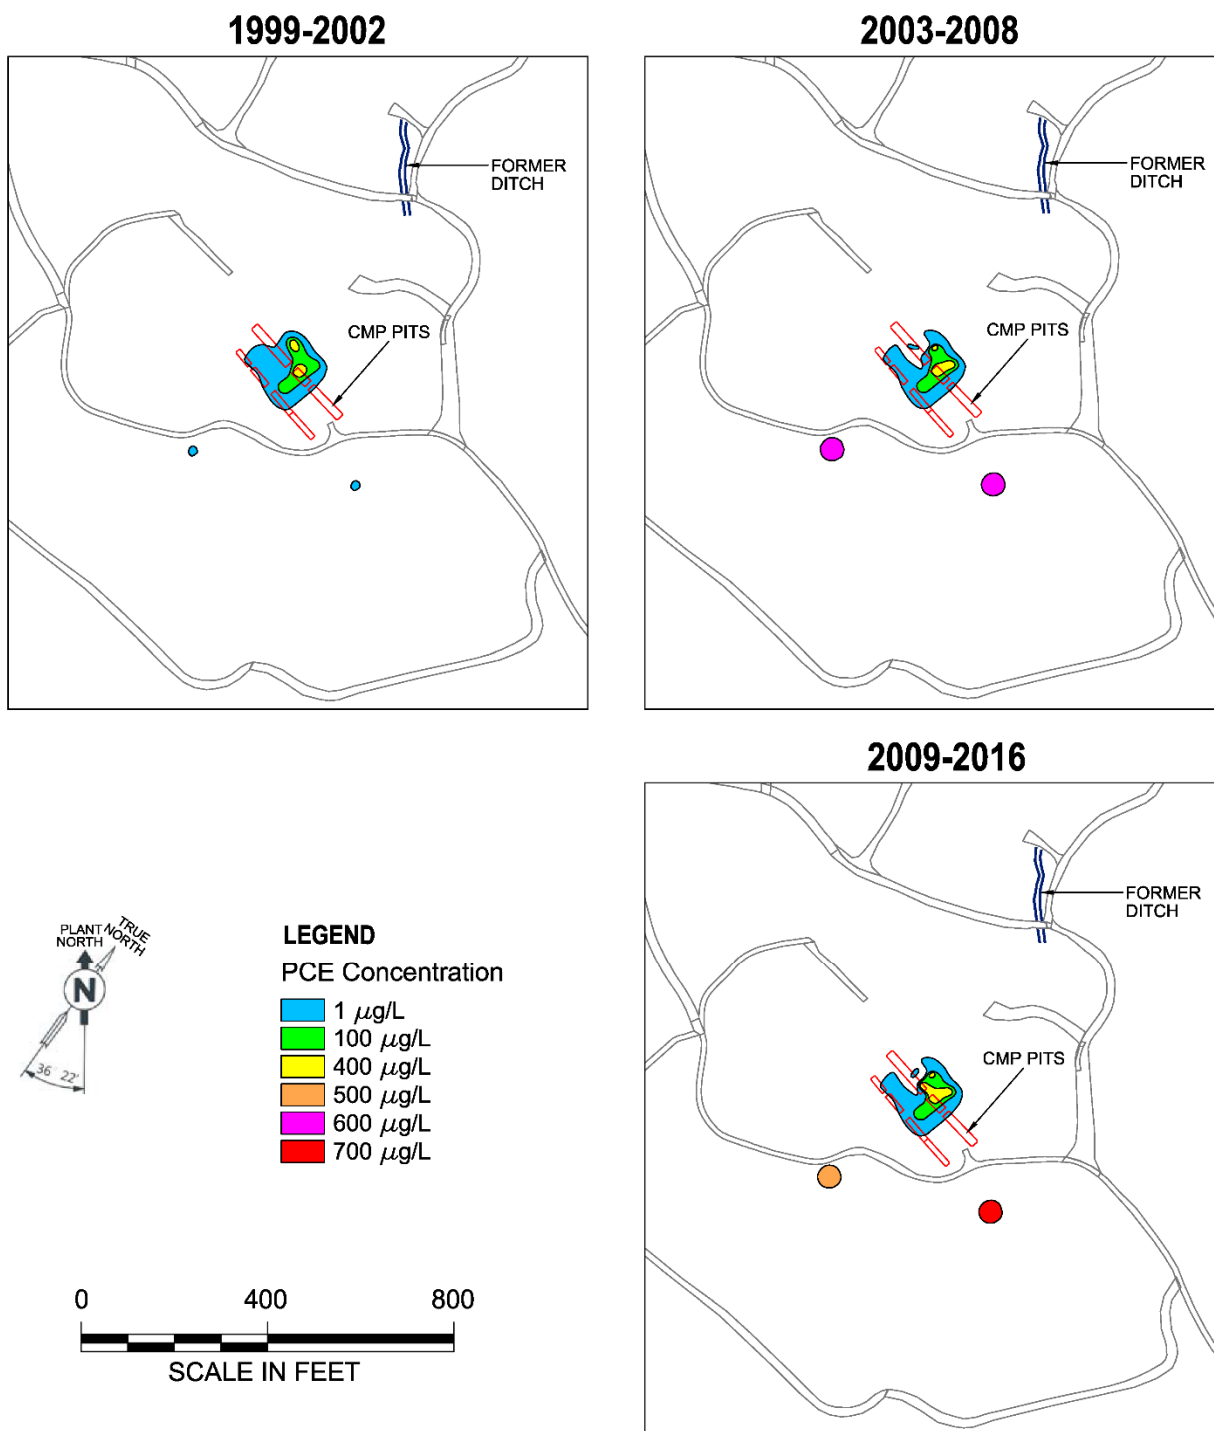 1999-2002
FORMER
DITCH
CMP PITS
2003-2008
FORMER
DITCH
CMP PITS
2009-2016
FORMER
DITCH
CMP PITS
PLANT
NORTH
TRUE
NORTH
N
36 22'
LEGEND
PCE Concentration
1 µg/L
100 µg/L
400 µg/L
500 µg/L
600 µg/L
700 µg/L
0 400 800
SCALE IN FEET